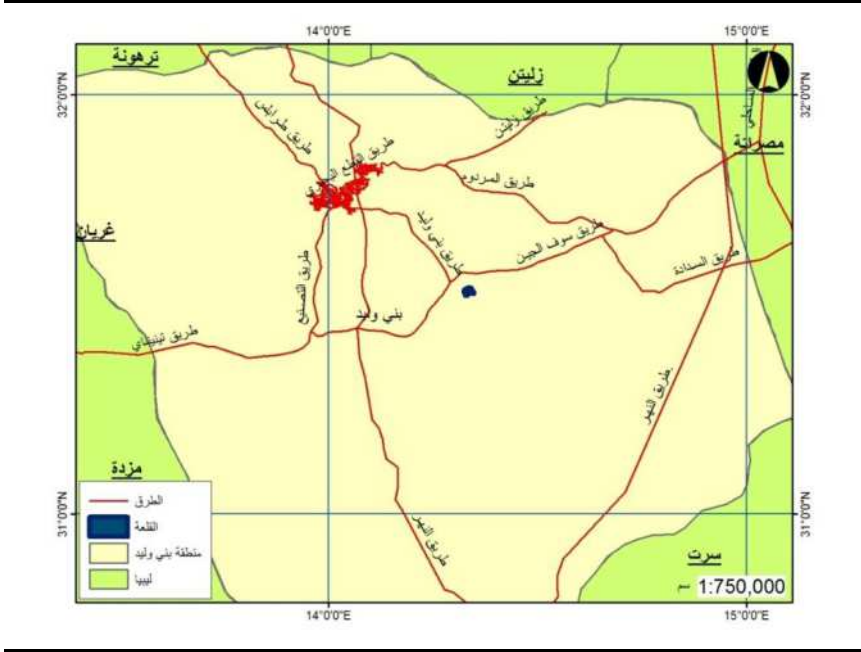 14°0'0"E
15°0'0"E
ترهونة
زليتن
32°0'0"N
32°0'0"N
الساحلي
طريق طرابلس
طريق زليتن
مصراتة
طريق المردوم
غريان
طريق بني وليد
طريق سوف الجين
طريق السدادة
طريق التصنيع
بني وليد
طريق تينيناي
طريق النهر
مزدة
31°0'0"N
31°0'0"N
الطرق
القلعة
منطقة بني وليد
ليبيا
طريق النهر
سرت
1:750,000
14°0'0"E
15°0'0"E